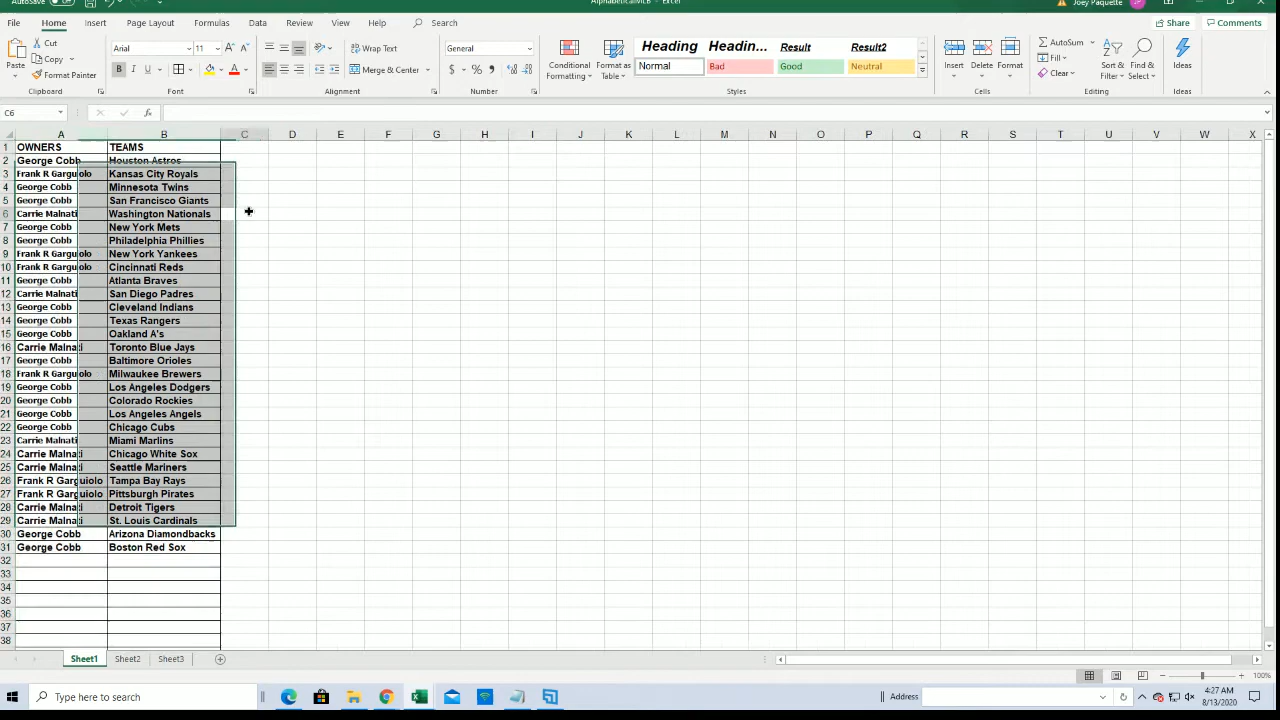 AutoSave Off AlphabeticalMLB - Excel Joey Paquette
File Home Insert Page Layout Formulas Data Review View Help Search Share Comments
Paste Cut Copy Format Painter Clipboard
Arial 11 B I U Font
Wrap Text Merge & Center Alignment
General $ % Number
Conditional Formatting Format as Table
Heading Headin... Result Result2
Normal Bad Good Neutral
Styles
Insert Delete Format Cells
AutoSum Fill Clear Sort & Filter Find & Select Editing
Ideas Ideas
C6 fx
A B C D E F G H I J K L M N O P Q R S T U V W X
1 OWNERS TEAMS
2 George Cobb Houston Astros
3 Frank R Garguiolo Kansas City Royals
4 George Cobb Minnesota Twins
5 George Cobb San Francisco Giants
6 Carrie Malnati Washington Nationals
7 George Cobb New York Mets
8 George Cobb Philadelphia Phillies
9 Frank R Garguiolo New York Yankees
10 Frank R Garguiolo Cincinnati Reds
11 George Cobb Atlanta Braves
12 Carrie Malnati San Diego Padres
13 George Cobb Cleveland Indians
14 George Cobb Texas Rangers
15 George Cobb Oakland A's
16 Carrie Malnati Toronto Blue Jays
17 George Cobb Baltimore Orioles
18 Frank R Garguiolo Milwaukee Brewers
19 George Cobb Los Angeles Dodgers
20 George Cobb Colorado Rockies
21 George Cobb Los Angeles Angels
22 George Cobb Chicago Cubs
23 Carrie Malnati Miami Marlins
24 Carrie Malnati Chicago White Sox
25 Carrie Malnati Seattle Mariners
26 Frank R Garguiolo Tampa Bay Rays
27 Frank R Garguiolo Pittsburgh Pirates
28 Carrie Malnati Detroit Tigers
29 Carrie Malnati St. Louis Cardinals
30 George Cobb Arizona Diamondbacks
31 George Cobb Boston Red Sox
32
33
34
35
36
37
38
Sheet1 Sheet2 Sheet3
100%
Type here to search Address 4:27 AM
8/13/2020